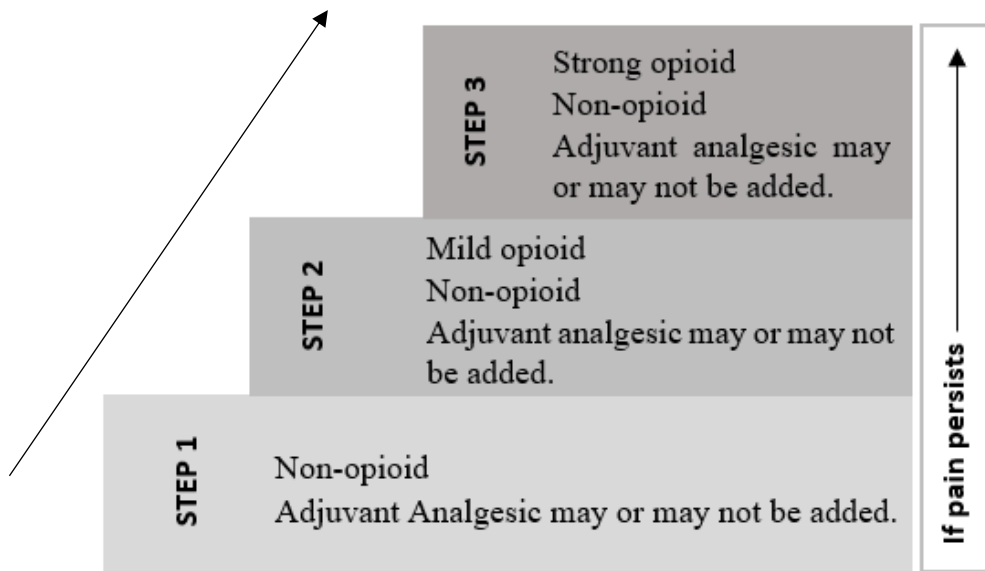 STEP 3
Strong opioid
Non-opioid
Adjuvant analgesic may
or may not be added.
STEP 2
Mild opioid
Non-opioid
Adjuvant analgesic may or may not
be added.
STEP 1
Non-opioid
Adjuvant Analgesic may or may not be added.
If pain persists